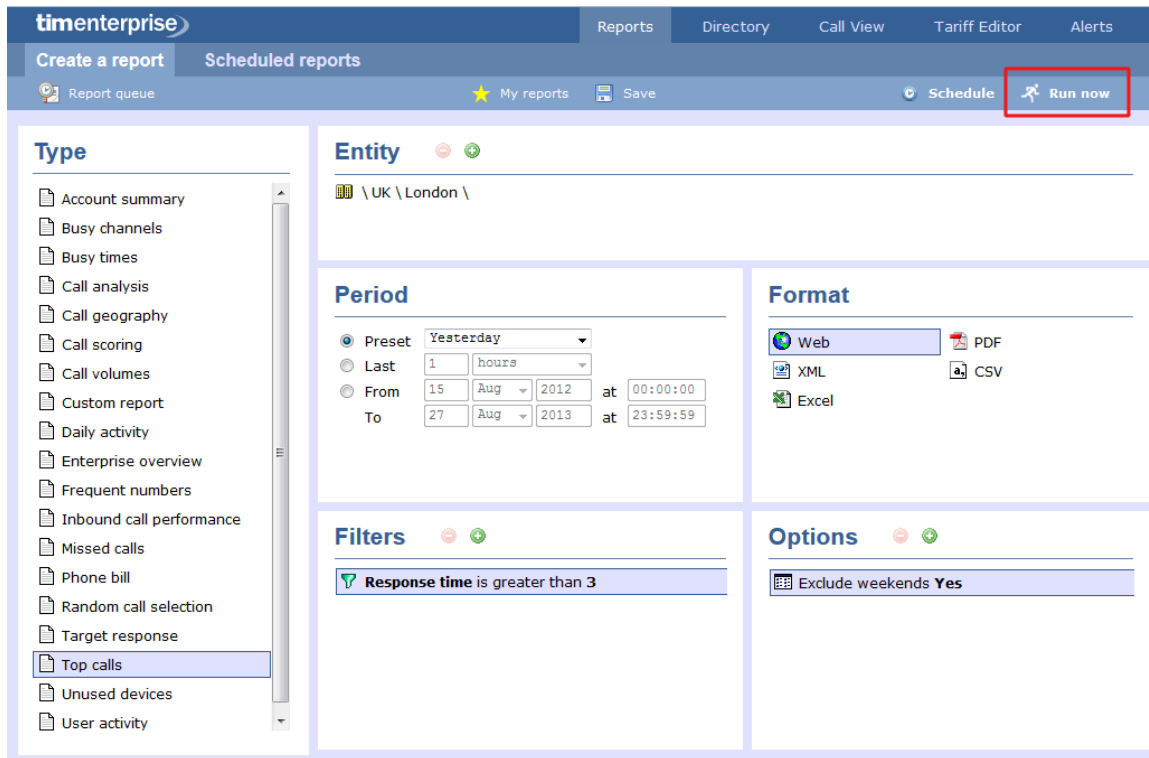 timenterprise
Reports Directory Call View Tariff Editor Alerts
Create a report Scheduled reports
Report queue My reports Save Schedule Run now
Type
Account summary
Busy channels
Busy times
Call analysis
Call geography
Call scoring
Call volumes
Custom report
Daily activity
Enterprise overview
Frequent numbers
Inbound call performance
Missed calls
Phone bill
Random call selection
Target response
Top calls
Unused devices
User activity
Entity
\ UK \ London \
Period
Preset Yesterday
Last 1 hours
From 15 Aug 2012 at 00:00:00
To 27 Aug 2013 at 23:59:59
Format
Web PDF
XML CSV
Excel
Filters
Response time is greater than 3
Options
Exclude weekends Yes